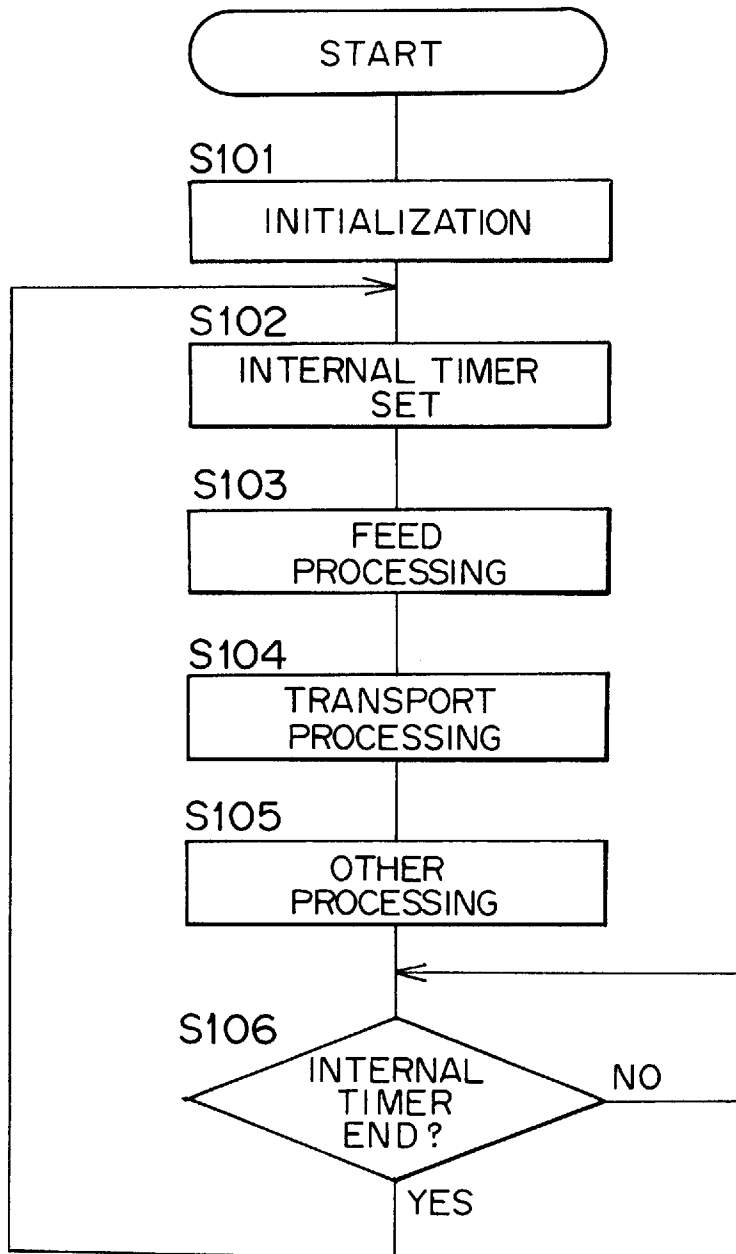 START
S101
INITIALIZATION
S102
INTERNAL TIMER
SET
S103
FEED
PROCESSING
S104
TRANSPORT
PROCESSING
S105
OTHER
PROCESSING
S106
INTERNAL
TIMER
END?
NO
YES